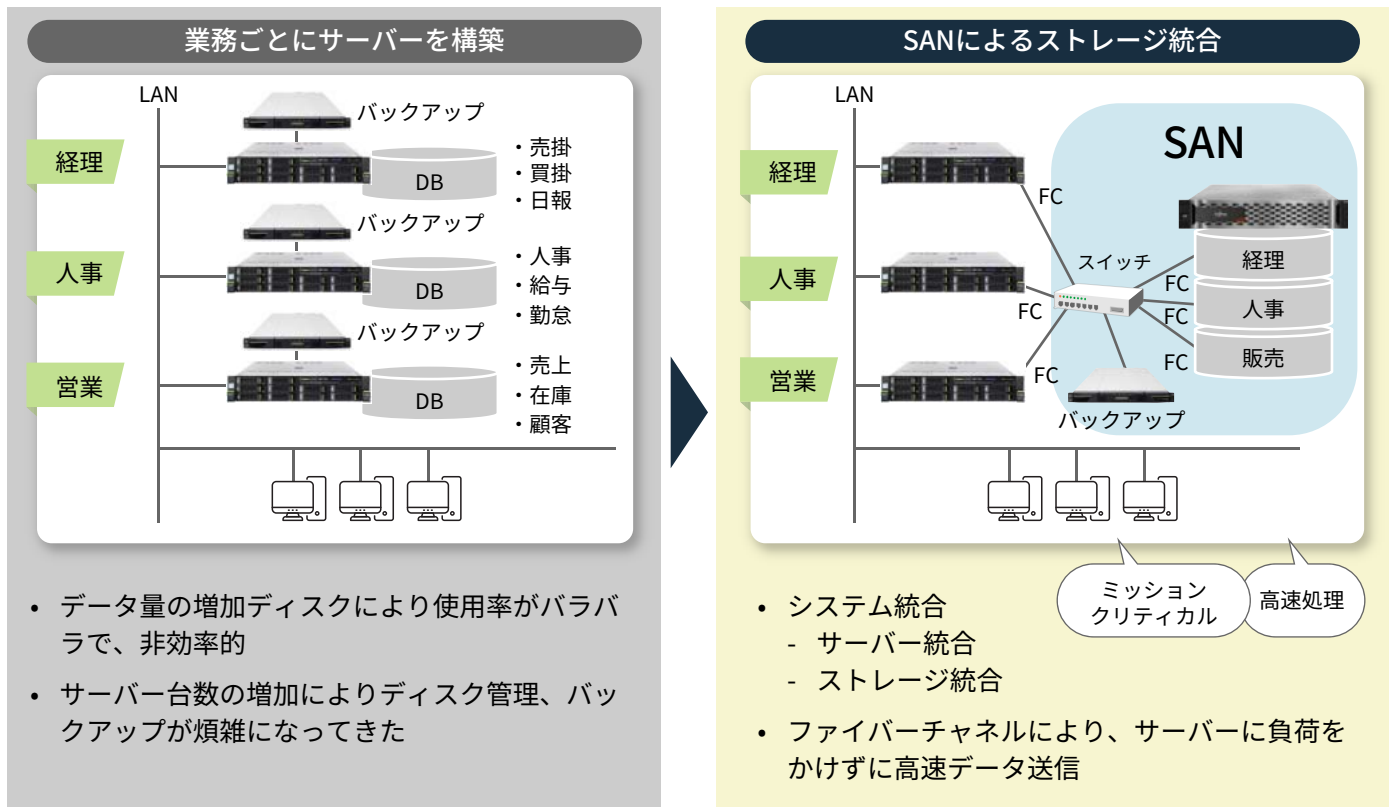 業務ごとにサーバーを構築
LAN
バックアップ
経理
DB
・売掛
・買掛
・日報
バックアップ
人事
DB
・人事
・給与
・勤怠
バックアップ
営業
DB
・売上
・在庫
・顧客
• データ量の増加ディスクにより使用率がバラバ
ラで、非効率的
• サーバー台数の増加によりディスク管理、バッ
クアップが煩雑になってきた
SANによるストレージ統合
LAN
SAN
経理
FC
人事
スイッチ
経理
FC
FC
人事
FC
営業
FC
FC
販売
バックアップ
ミッション
クリティカル
高速処理
• システム統合
- サーバー統合
- ストレージ統合
• ファイバーチャネルにより、サーバーに負荷を
かけずに高速データ送信